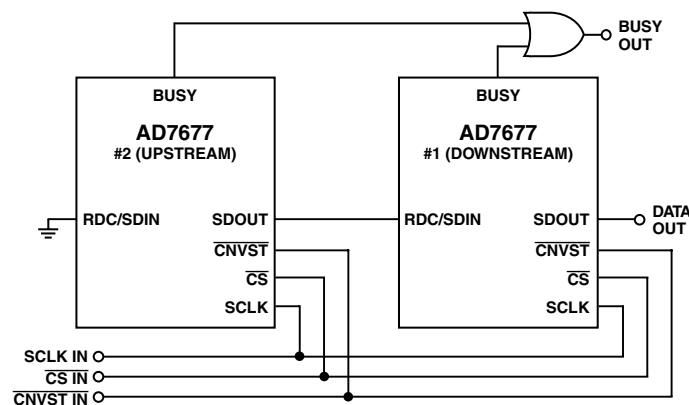 BUSY
OUT
BUSY
AD7677
#2 (UPSTREAM)
RDC/SDIN
SDOUT
CNVST
CS
SCLK
BUSY
AD7677
#1 (DOWNSTREAM)
RDC/SDIN
SDOUT
CNVST
CS
SCLK
DATA
OUT
SCLK IN
CS IN
CNVST IN